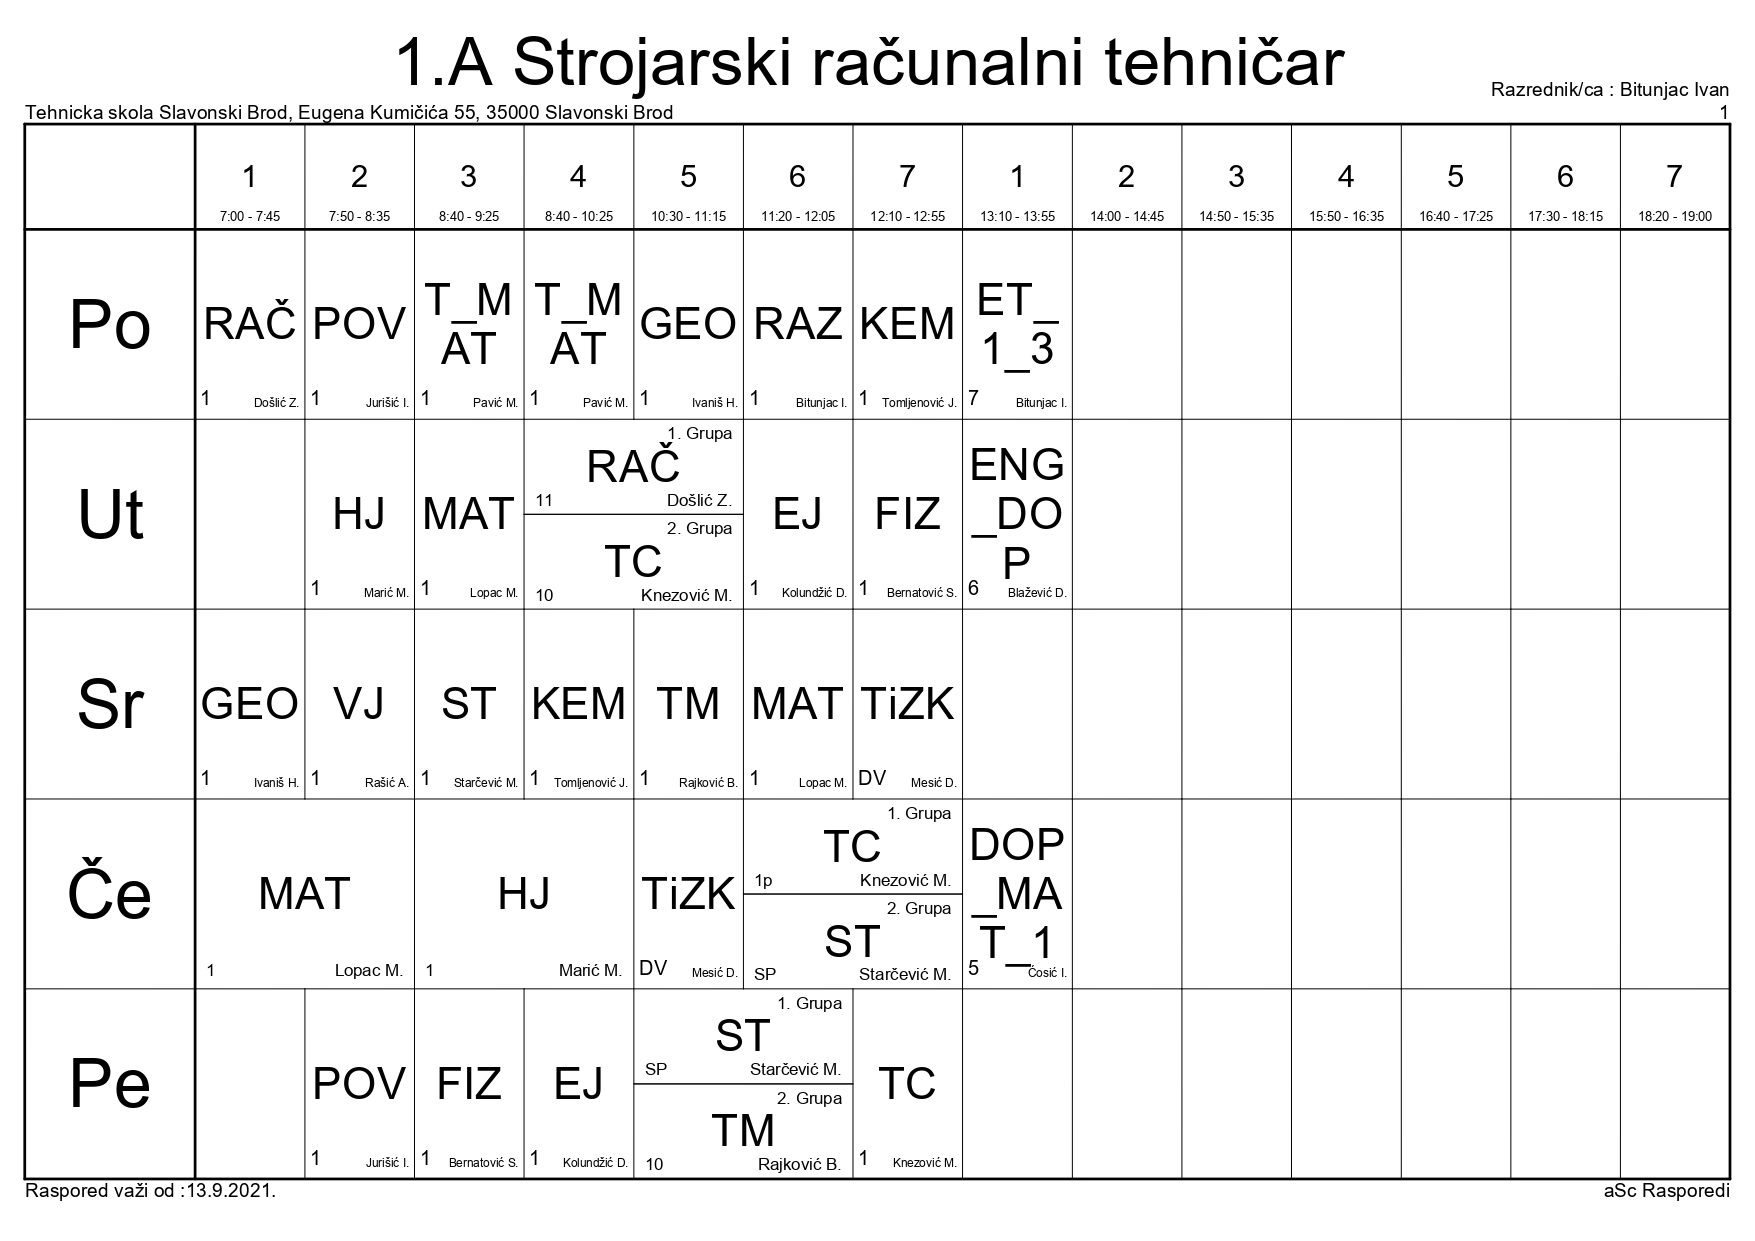 1.A Strojarski računalni tehničar
Razrednik/ca : Bitunjac Ivan
Tehnicka skola Slavonski Brod, Eugena Kumičića 55, 35000 Slavonski Brod
1
1 2 3 4 5 6 7 1 2 3 4 5 6 7
7:00 - 7:45 7:50 - 8:35 8:40 - 9:25 8:40 - 10:25 10:30 - 11:15 11:20 - 12:05 12:10 - 12:55 13:10 - 13:55 14:00 - 14:45 14:50 - 15:35 15:50 - 16:35 16:40 - 17:25 17:30 - 18:15 18:20 - 19:00
Po
RAČ
1 Došlić Z.
POV
1 Jurišić I.
T_M
AT
1 Pavić M.
T_M
AT
1 Pavić M.
GEO
1 Ivaniš H.
RAZ
1 Bitunjac I.
KEM
1 Tomljenović J.
ET_
1_3
7 Bitunjac I.
Ut
HJ
1 Marić M.
MAT
1 Lopac M.
1. Grupa
RAČ
11 Došlić Z.
2. Grupa
TC
10 Knezović M.
EJ
1 Kolundžić D.
FIZ
1 Bernatović S.
ENG
_DO
P
6 Blažević D.
Sr
GEO
1 Ivaniš H.
VJ
1 Rašić A.
ST
1 Starčević M.
KEM
1 Tomljenović J.
TM
1 Rajković B.
MAT
1 Lopac M.
TiZK
DV Mesić D.
Če
MAT
1 Lopac M.
HJ
1 Marić M.
TiZK
DV Mesić D.
1. Grupa
TC
1p Knezović M.
2. Grupa
ST
SP Starčević M.
DOP
_MA
T_1
5 Ćosić I.
Pe
POV
1 Jurišić I.
FIZ
1 Bernatović S.
EJ
1 Kolundžić D.
1. Grupa
ST
SP Starčević M.
2. Grupa
TM
10 Rajković B.
TC
1 Knezović M.
Raspored važi od :13.9.2021.
aSc Rasporedi